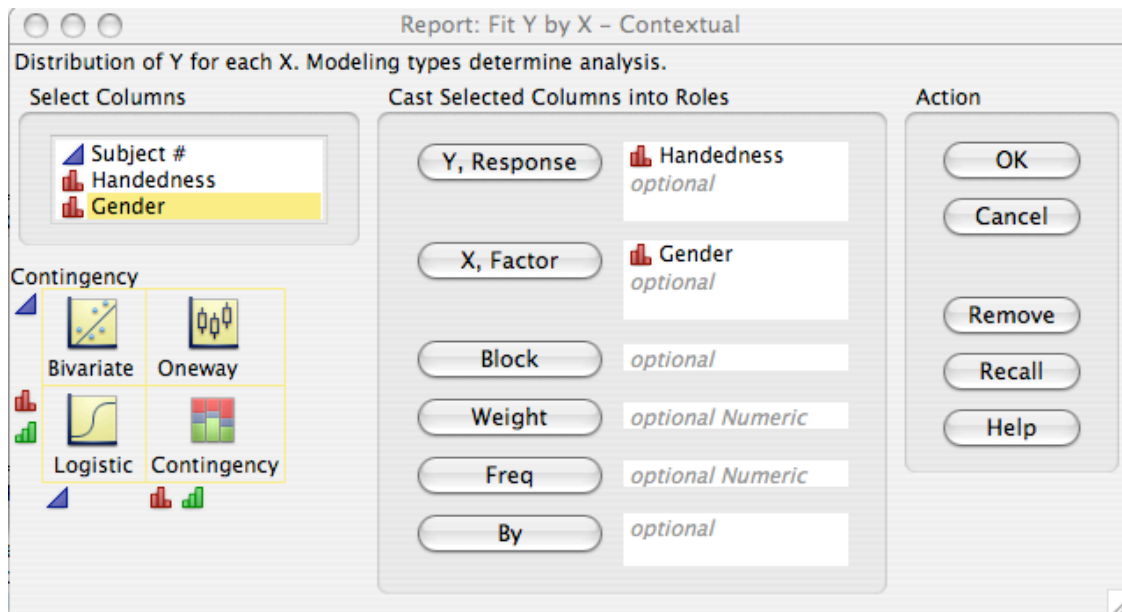 Report: Fit Y by X – Contextual
Distribution of Y for each X. Modeling types determine analysis.
Select Columns
Subject #
Handedness
Gender
Contingency
Bivariate
Oneway
Logistic
Contingency
Cast Selected Columns into Roles
Y, Response
Handedness
optional
X, Factor
Gender
optional
Block
optional
Weight
optional Numeric
Freq
optional Numeric
By
optional
Action
OK
Cancel
Remove
Recall
Help